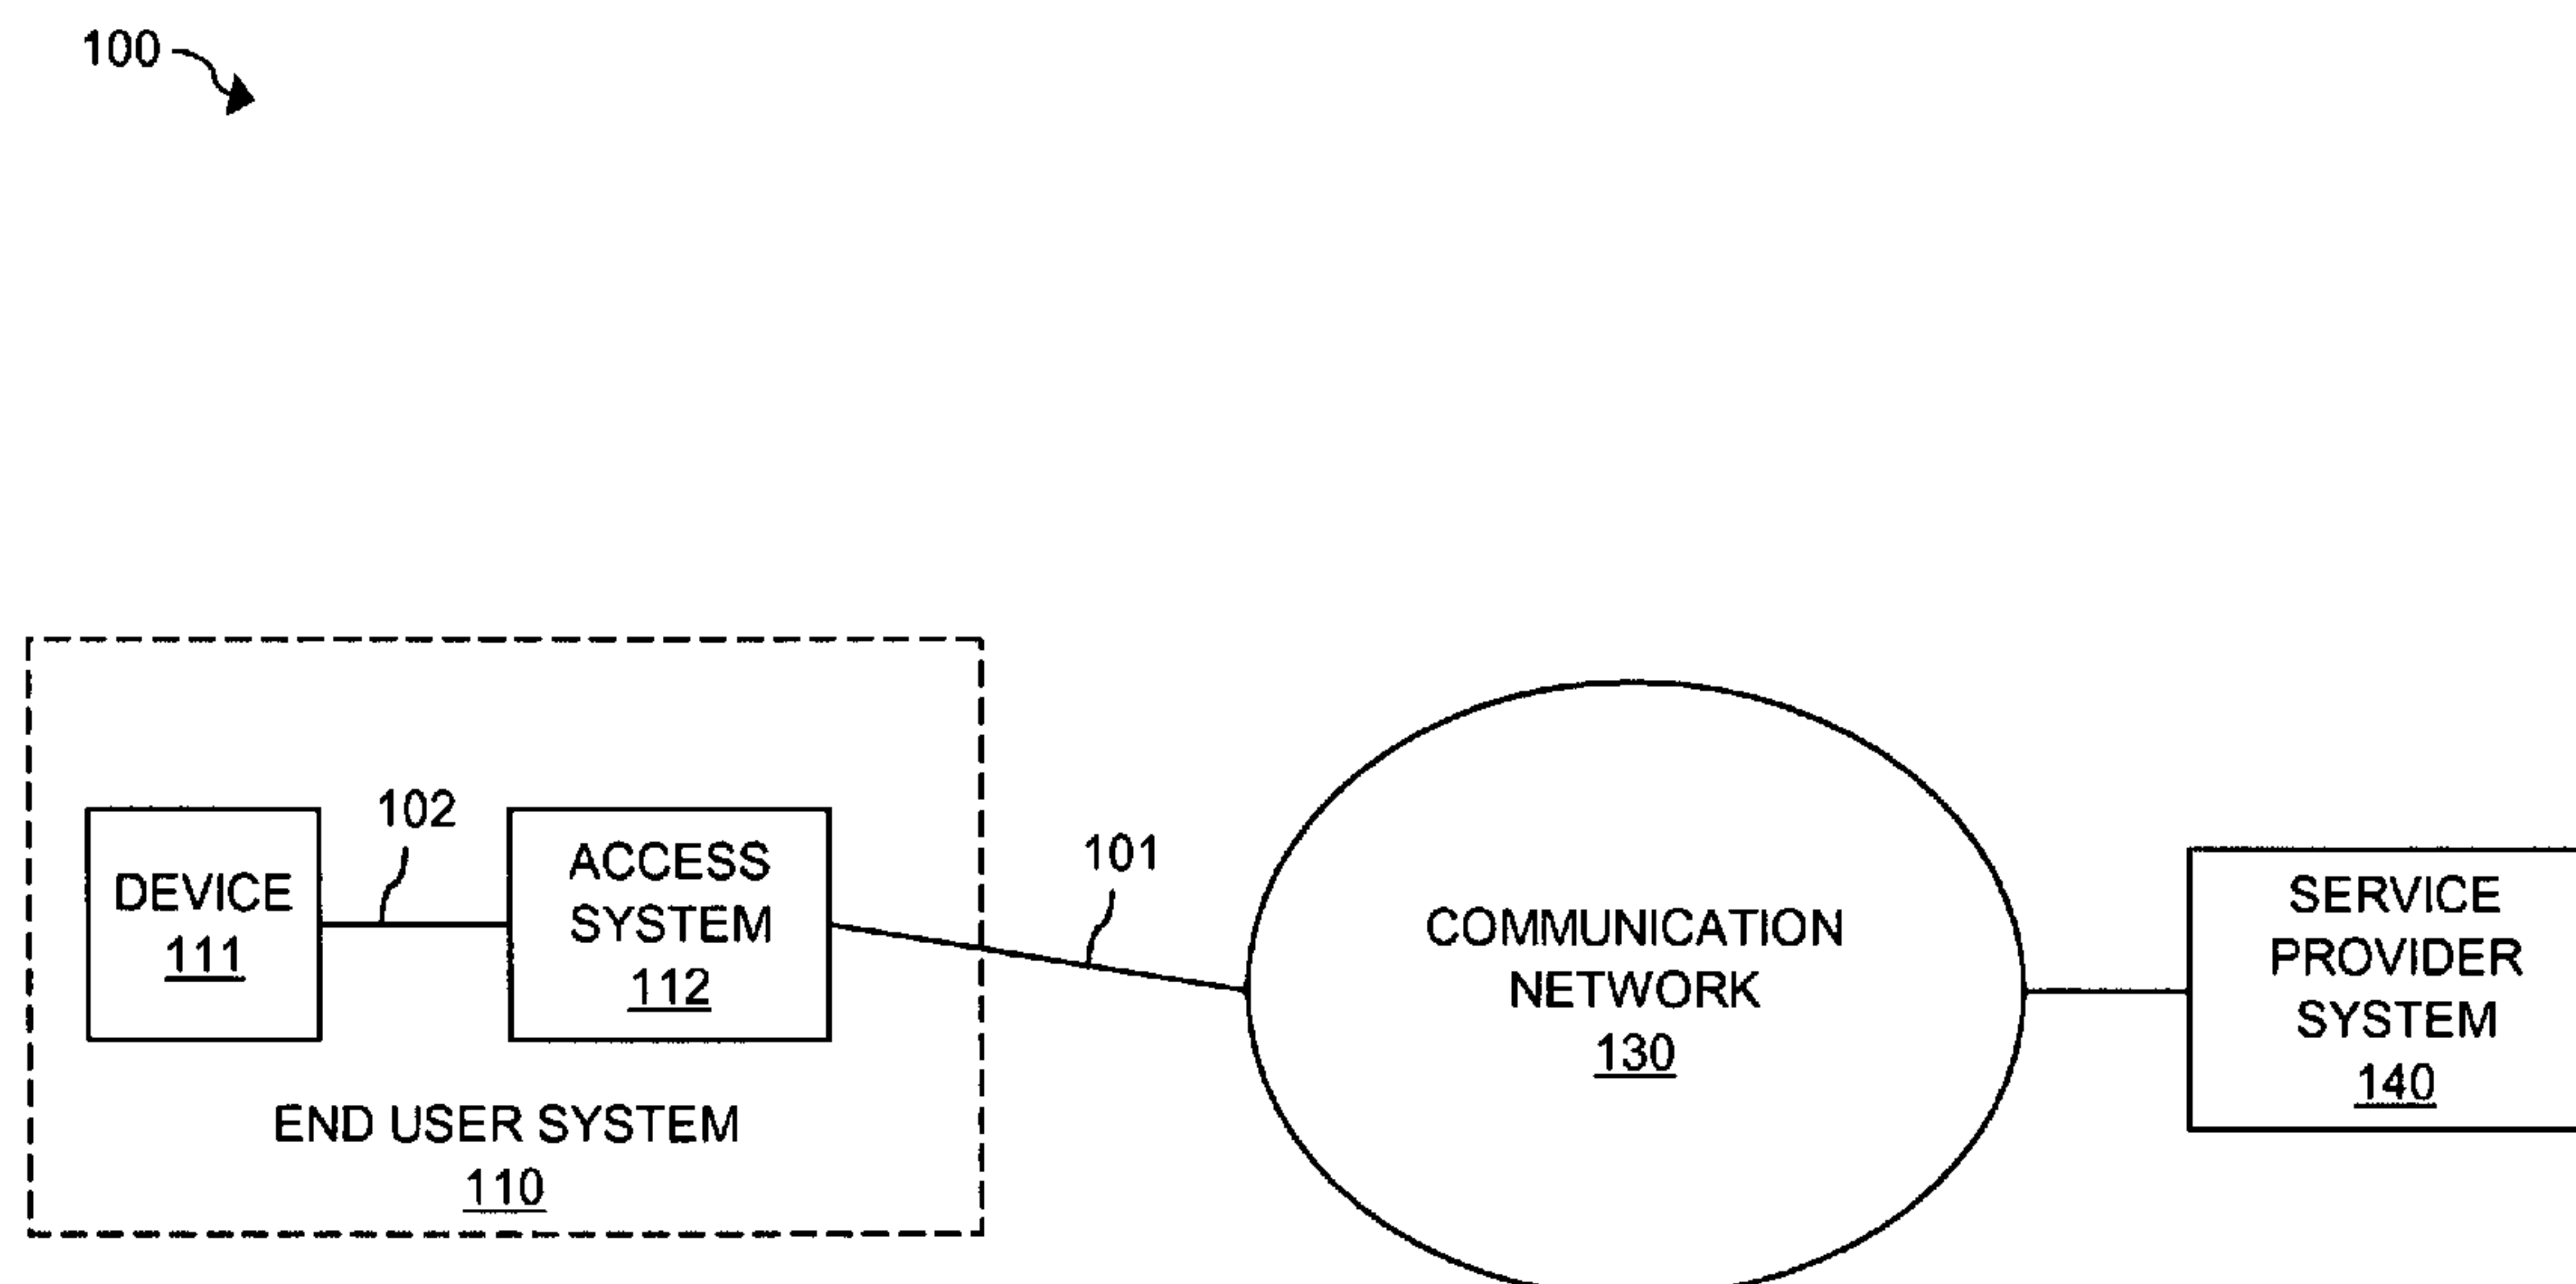 100
102
DEVICE
111
ACCESS
SYSTEM
112
END USER SYSTEM
110
101
COMMUNICATION
NETWORK
130
SERVICE
PROVIDER
SYSTEM
140